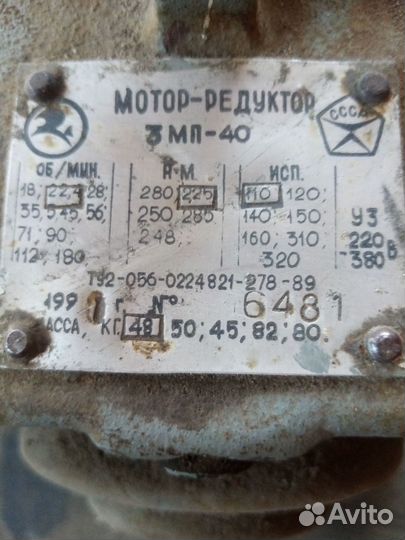 МОТОР-РЕДУКТОР
3МП-40
СССР
ОБ/МИН. Н·М. ИСП.
18, 22,4 28, 280 225 110 120,
35,5 45, 56, 250 285 140, 150
71, 90, 248, 160, 310,
112, 180 320
У3
220
380 В
ТУ2-056-0224821-278-89
1991 г. № 6481
МАССА, КГ. 48 50; 45; 82; 80.
Avito